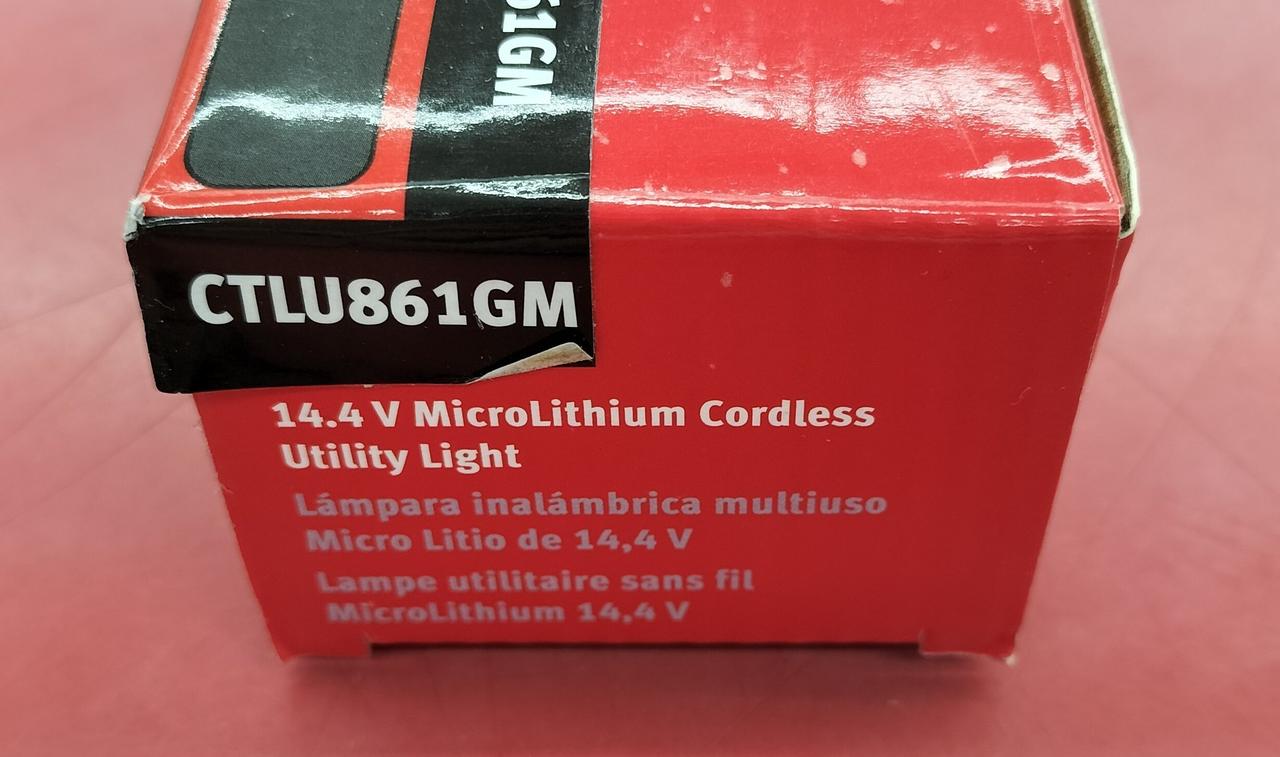 61GM
CTLU861GM
14.4 V MicroLithium Cordless
Utility Light
Lámpara inalámbrica multiuso
Micro Litio de 14,4 V
Lampe utilitaire sans fil
MicroLithium 14,4 V